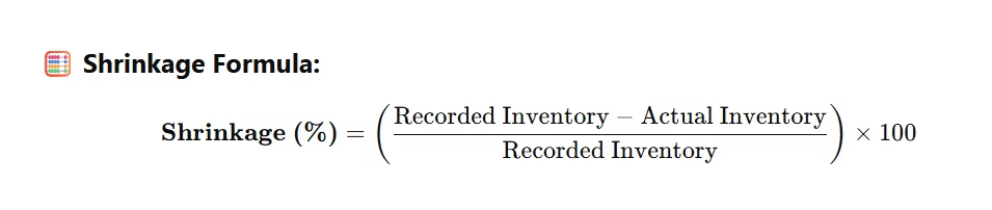 🧮 Shrinkage Formula:
Shrinkage (%) = ( Recorded Inventory − Actual Inventory / Recorded Inventory ) × 100